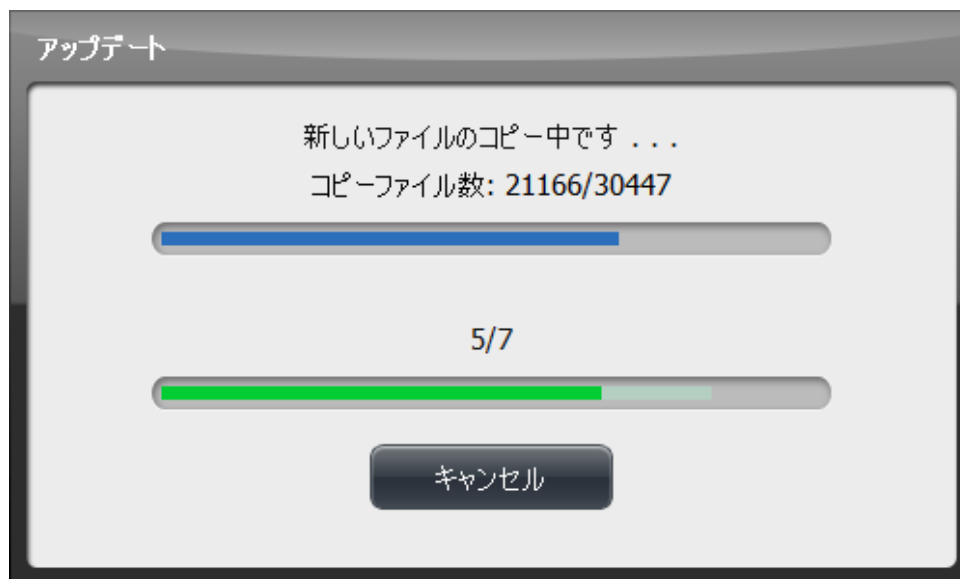 アップデート
新しいファイルのコピー中です . . .
コピーファイル数: 21166/30447
5/7
キャンセル